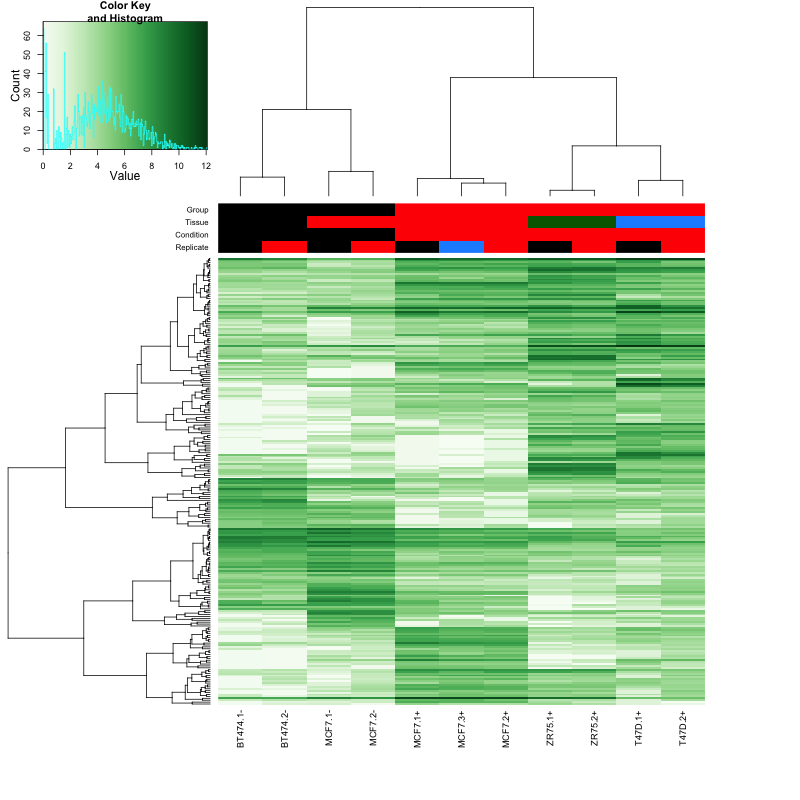 Color Key
and Histogram
Count
0 10 20 30 40 50 60
0 2 4 6 8 10 12
Value
Group
Tissue
Condition
Replicate
BT474.1-
BT474.2-
MCF7.1-
MCF7.2-
MCF7.1+
MCF7.3+
MCF7.2+
ZR75.1+
ZR75.2+
T47D.1+
T47D.2+